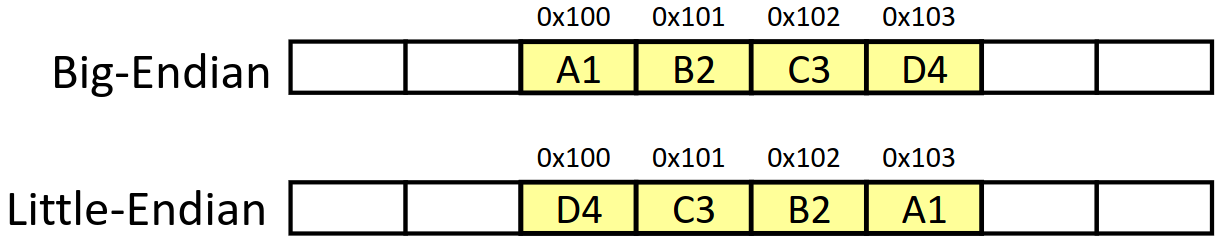 0x100 0x101 0x102 0x103
Big-Endian A1 B2 C3 D4
0x100 0x101 0x102 0x103
Little-Endian D4 C3 B2 A1